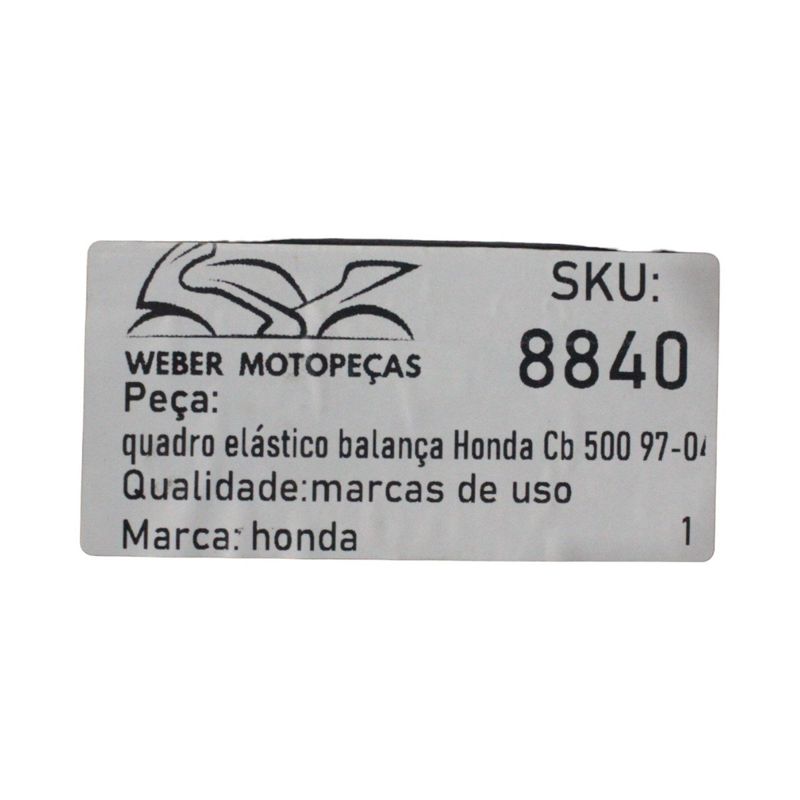 SKU:
8840
WEBER MOTOPEÇAS
Peça:
quadro elástico balança Honda Cb 500 97-04
Qualidade:marcas de uso
Marca: honda
1